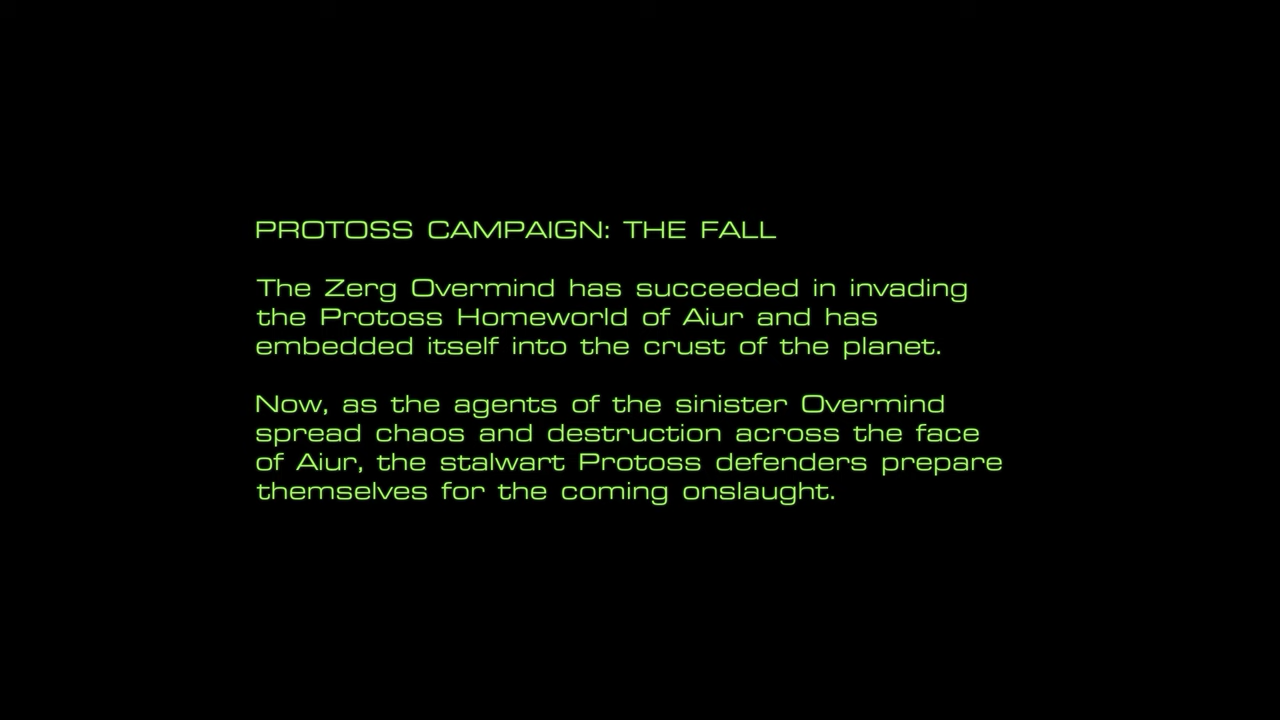 PROTOSS CAMPAIGN: THE FALL
The Zerg Overmind has succeeded in invading
the Protoss Homeworld of Aiur and has
embedded itself into the crust of the planet.
Now, as the agents of the sinister Overmind
spread chaos and destruction across the face
of Aiur, the stalwart Protoss defenders prepare
themselves for the coming onslaught.